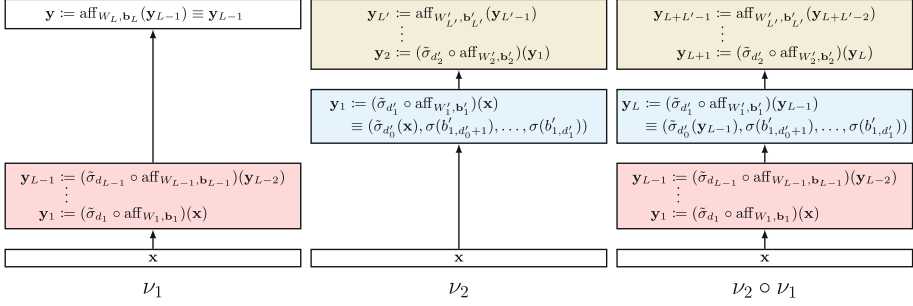 𝐲 ≔ aff_{W_L,𝐛_L}(𝐲_{L−1}) ≡ 𝐲_{L−1}
𝐲_{L−1} ≔ (σ̃_{d_{L−1}} ∘ aff_{W_{L−1},𝐛_{L−1}})(𝐲_{L−2})
⋮
𝐲_1 ≔ (σ̃_{d_1} ∘ aff_{W_1,𝐛_1})(𝐱)
𝐱
ν_1
𝐲_{L′} ≔ aff_{W′_{L′},𝐛′_{L′}}(𝐲_{L′−1})
⋮
𝐲_2 ≔ (σ̃_{d′_2} ∘ aff_{W′_2,𝐛′_2})(𝐲_1)
𝐲_1 ≔ (σ̃_{d′_1} ∘ aff_{W′_1,𝐛′_1})(𝐱)
≡ (σ̃_{d′_0}(𝐱), σ(b′_{1,d′_0+1}), …, σ(b′_{1,d′_1}))
𝐱
ν_2
𝐲_{L+L′−1} ≔ aff_{W′_{L′},𝐛′_{L′}}(𝐲_{L+L′−2})
⋮
𝐲_{L+1} ≔ (σ̃_{d′_2} ∘ aff_{W′_2,𝐛′_2})(𝐲_L)
𝐲_L ≔ (σ̃_{d′_1} ∘ aff_{W′_1,𝐛′_1})(𝐲_{L−1})
≡ (σ̃_{d′_0}(𝐲_{L−1}), σ(b′_{1,d′_0+1}), …, σ(b′_{1,d′_1}))
𝐲_{L−1} ≔ (σ̃_{d_{L−1}} ∘ aff_{W_{L−1},𝐛_{L−1}})(𝐲_{L−2})
⋮
𝐲_1 ≔ (σ̃_{d_1} ∘ aff_{W_1,𝐛_1})(𝐱)
𝐱
ν_2 ∘ ν_1